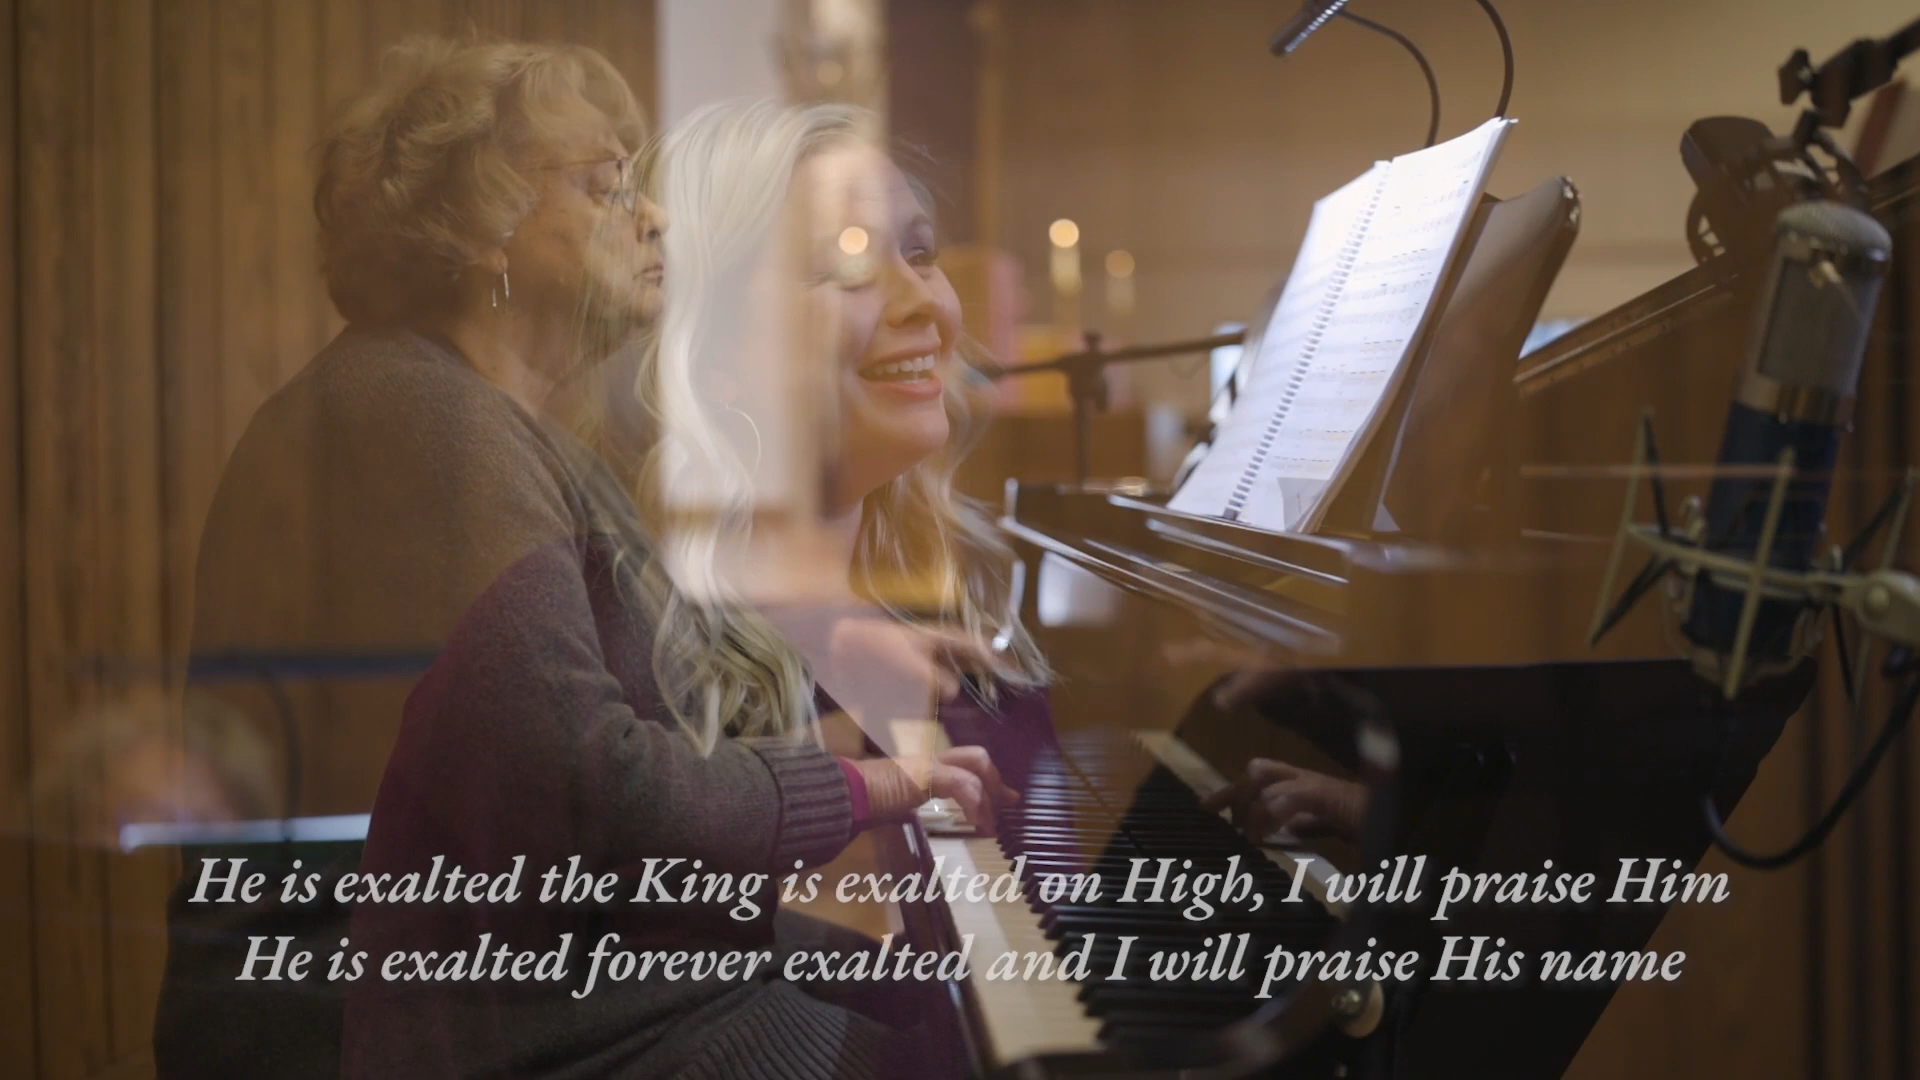 He is exalted the King is exalted on High, I will praise Him
He is exalted forever exalted and I will praise His name